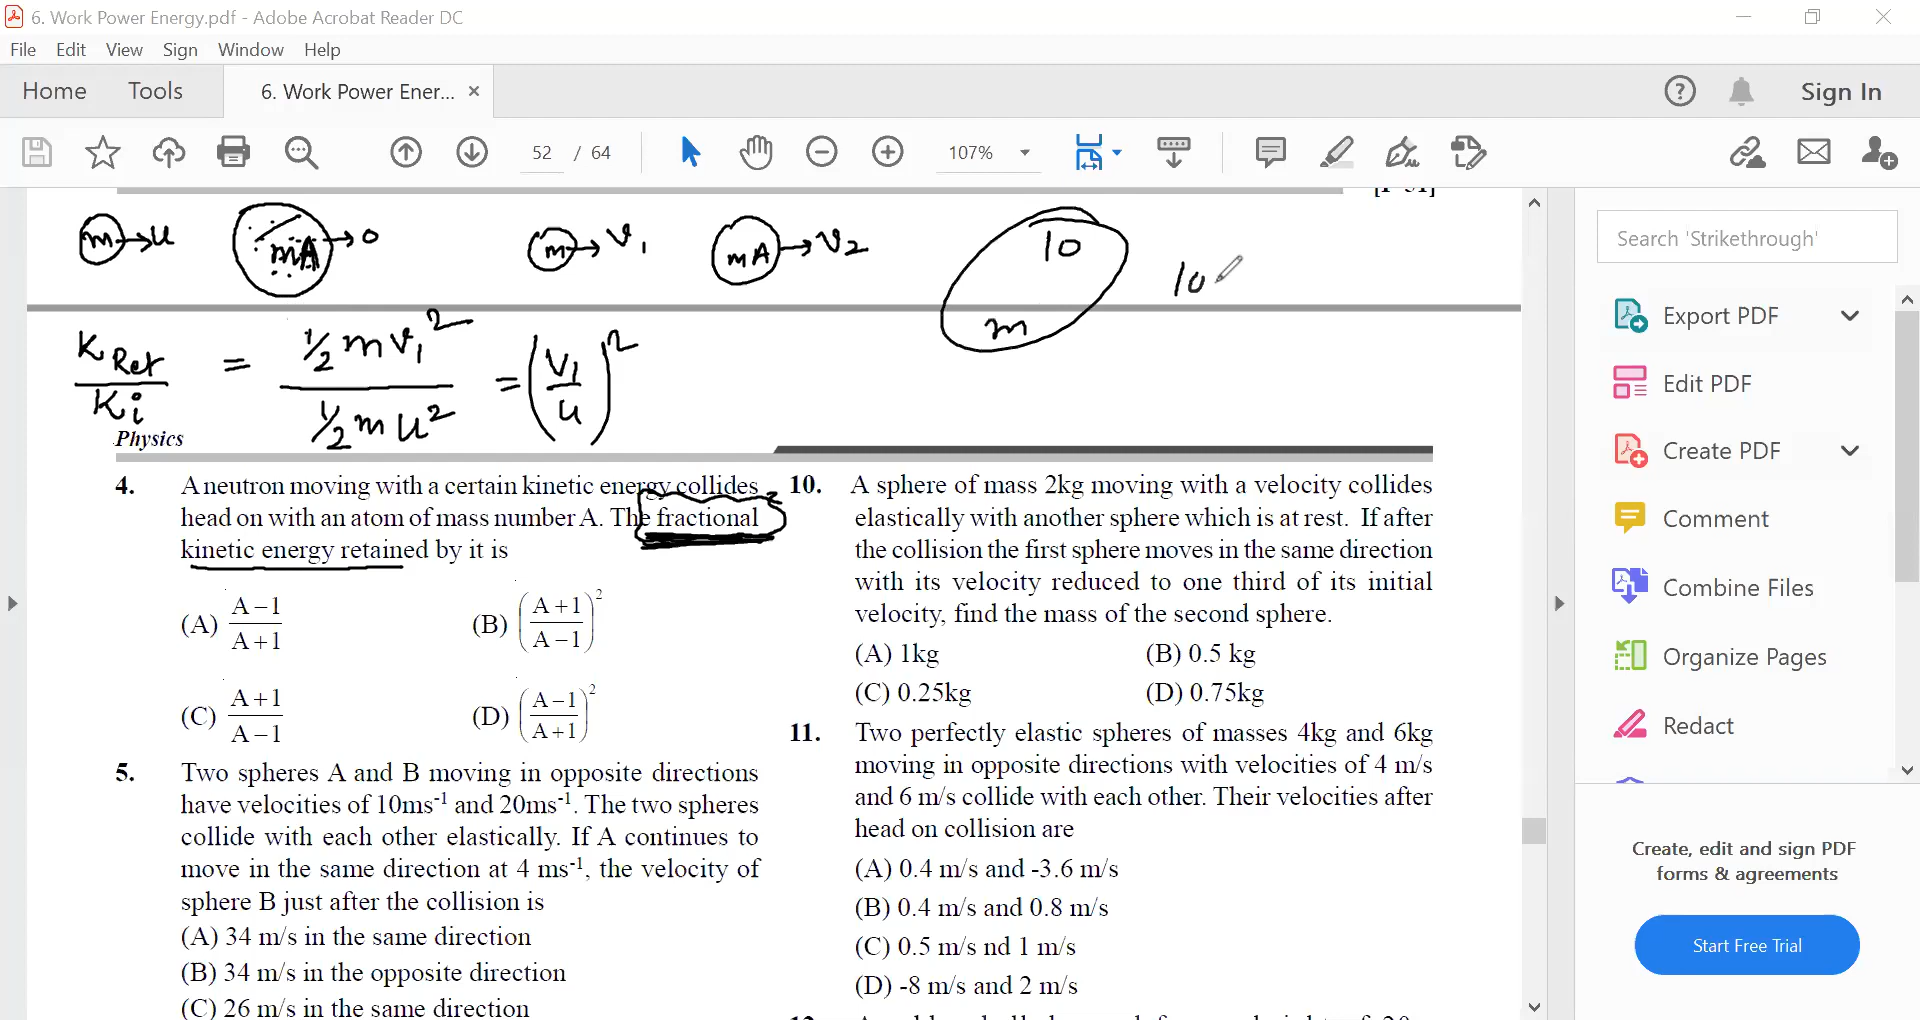 6. Work Power Energy.pdf - Adobe Acrobat Reader DC
File Edit View Sign Window Help
Home Tools 6. Work Power Ener... × Sign In
52 / 64 107%
m → u mA → 0 m → v₁ mA → v₂ 10 m 10
K Ret / Ki = ½ m v₁² / ½ m u² = (v₁ / u)²
Physics
4. A neutron moving with a certain kinetic energy collides
head on with an atom of mass number A. The fractional
kinetic energy retained by it is
(A) A − 1 / A + 1 (B) (A + 1 / A − 1)²
(C) A + 1 / A − 1 (D) (A − 1 / A + 1)²
5. Two spheres A and B moving in opposite directions
have velocities of 10ms⁻¹ and 20ms⁻¹. The two spheres
collide with each other elastically. If A continues to
move in the same direction at 4 ms⁻¹, the velocity of
sphere B just after the collision is
(A) 34 m/s in the same direction
(B) 34 m/s in the opposite direction
(C) 26 m/s in the same direction
10. A sphere of mass 2kg moving with a velocity collides
elastically with another sphere which is at rest. If after
the collision the first sphere moves in the same direction
with its velocity reduced to one third of its initial
velocity, find the mass of the second sphere.
(A) 1kg (B) 0.5 kg
(C) 0.25kg (D) 0.75kg
11. Two perfectly elastic spheres of masses 4kg and 6kg
moving in opposite directions with velocities of 4 m/s
and 6 m/s collide with each other. Their velocities after
head on collision are
(A) 0.4 m/s and -3.6 m/s
(B) 0.4 m/s and 0.8 m/s
(C) 0.5 m/s nd 1 m/s
(D) -8 m/s and 2 m/s
Search 'Strikethrough'
Export PDF
Edit PDF
Create PDF
Comment
Combine Files
Organize Pages
Redact
Create, edit and sign PDF
forms & agreements
Start Free Trial